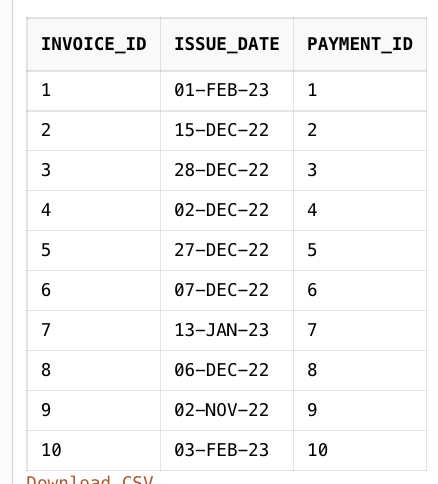 INVOICE_ID ISSUE_DATE PAYMENT_ID
1 01-FEB-23 1
2 15-DEC-22 2
3 28-DEC-22 3
4 02-DEC-22 4
5 27-DEC-22 5
6 07-DEC-22 6
7 13-JAN-23 7
8 06-DEC-22 8
9 02-NOV-22 9
10 03-FEB-23 10
Download CSV